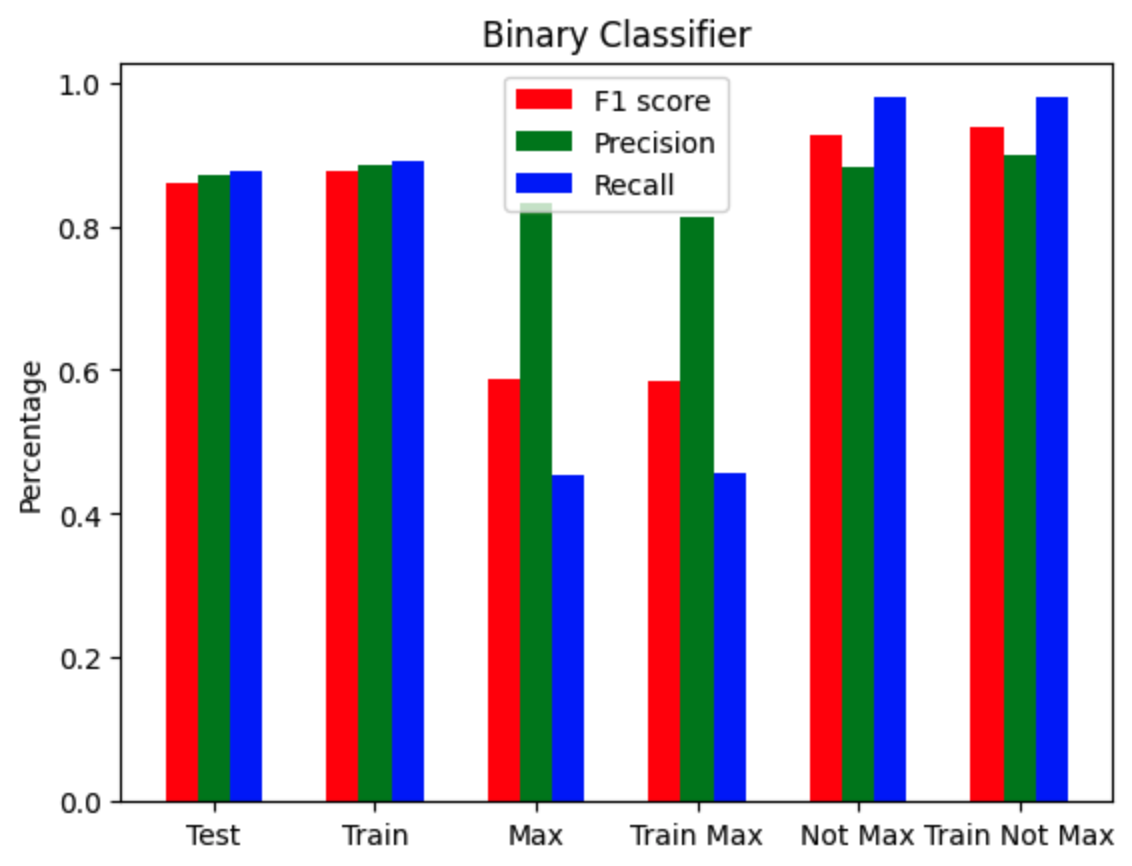 Binary Classifier
1.0
0.8
0.6
0.4
0.2
0.0
Percentage
F1 score
Precision
Recall
Test
Train
Max
Train Max
Not Max
Train Not Max